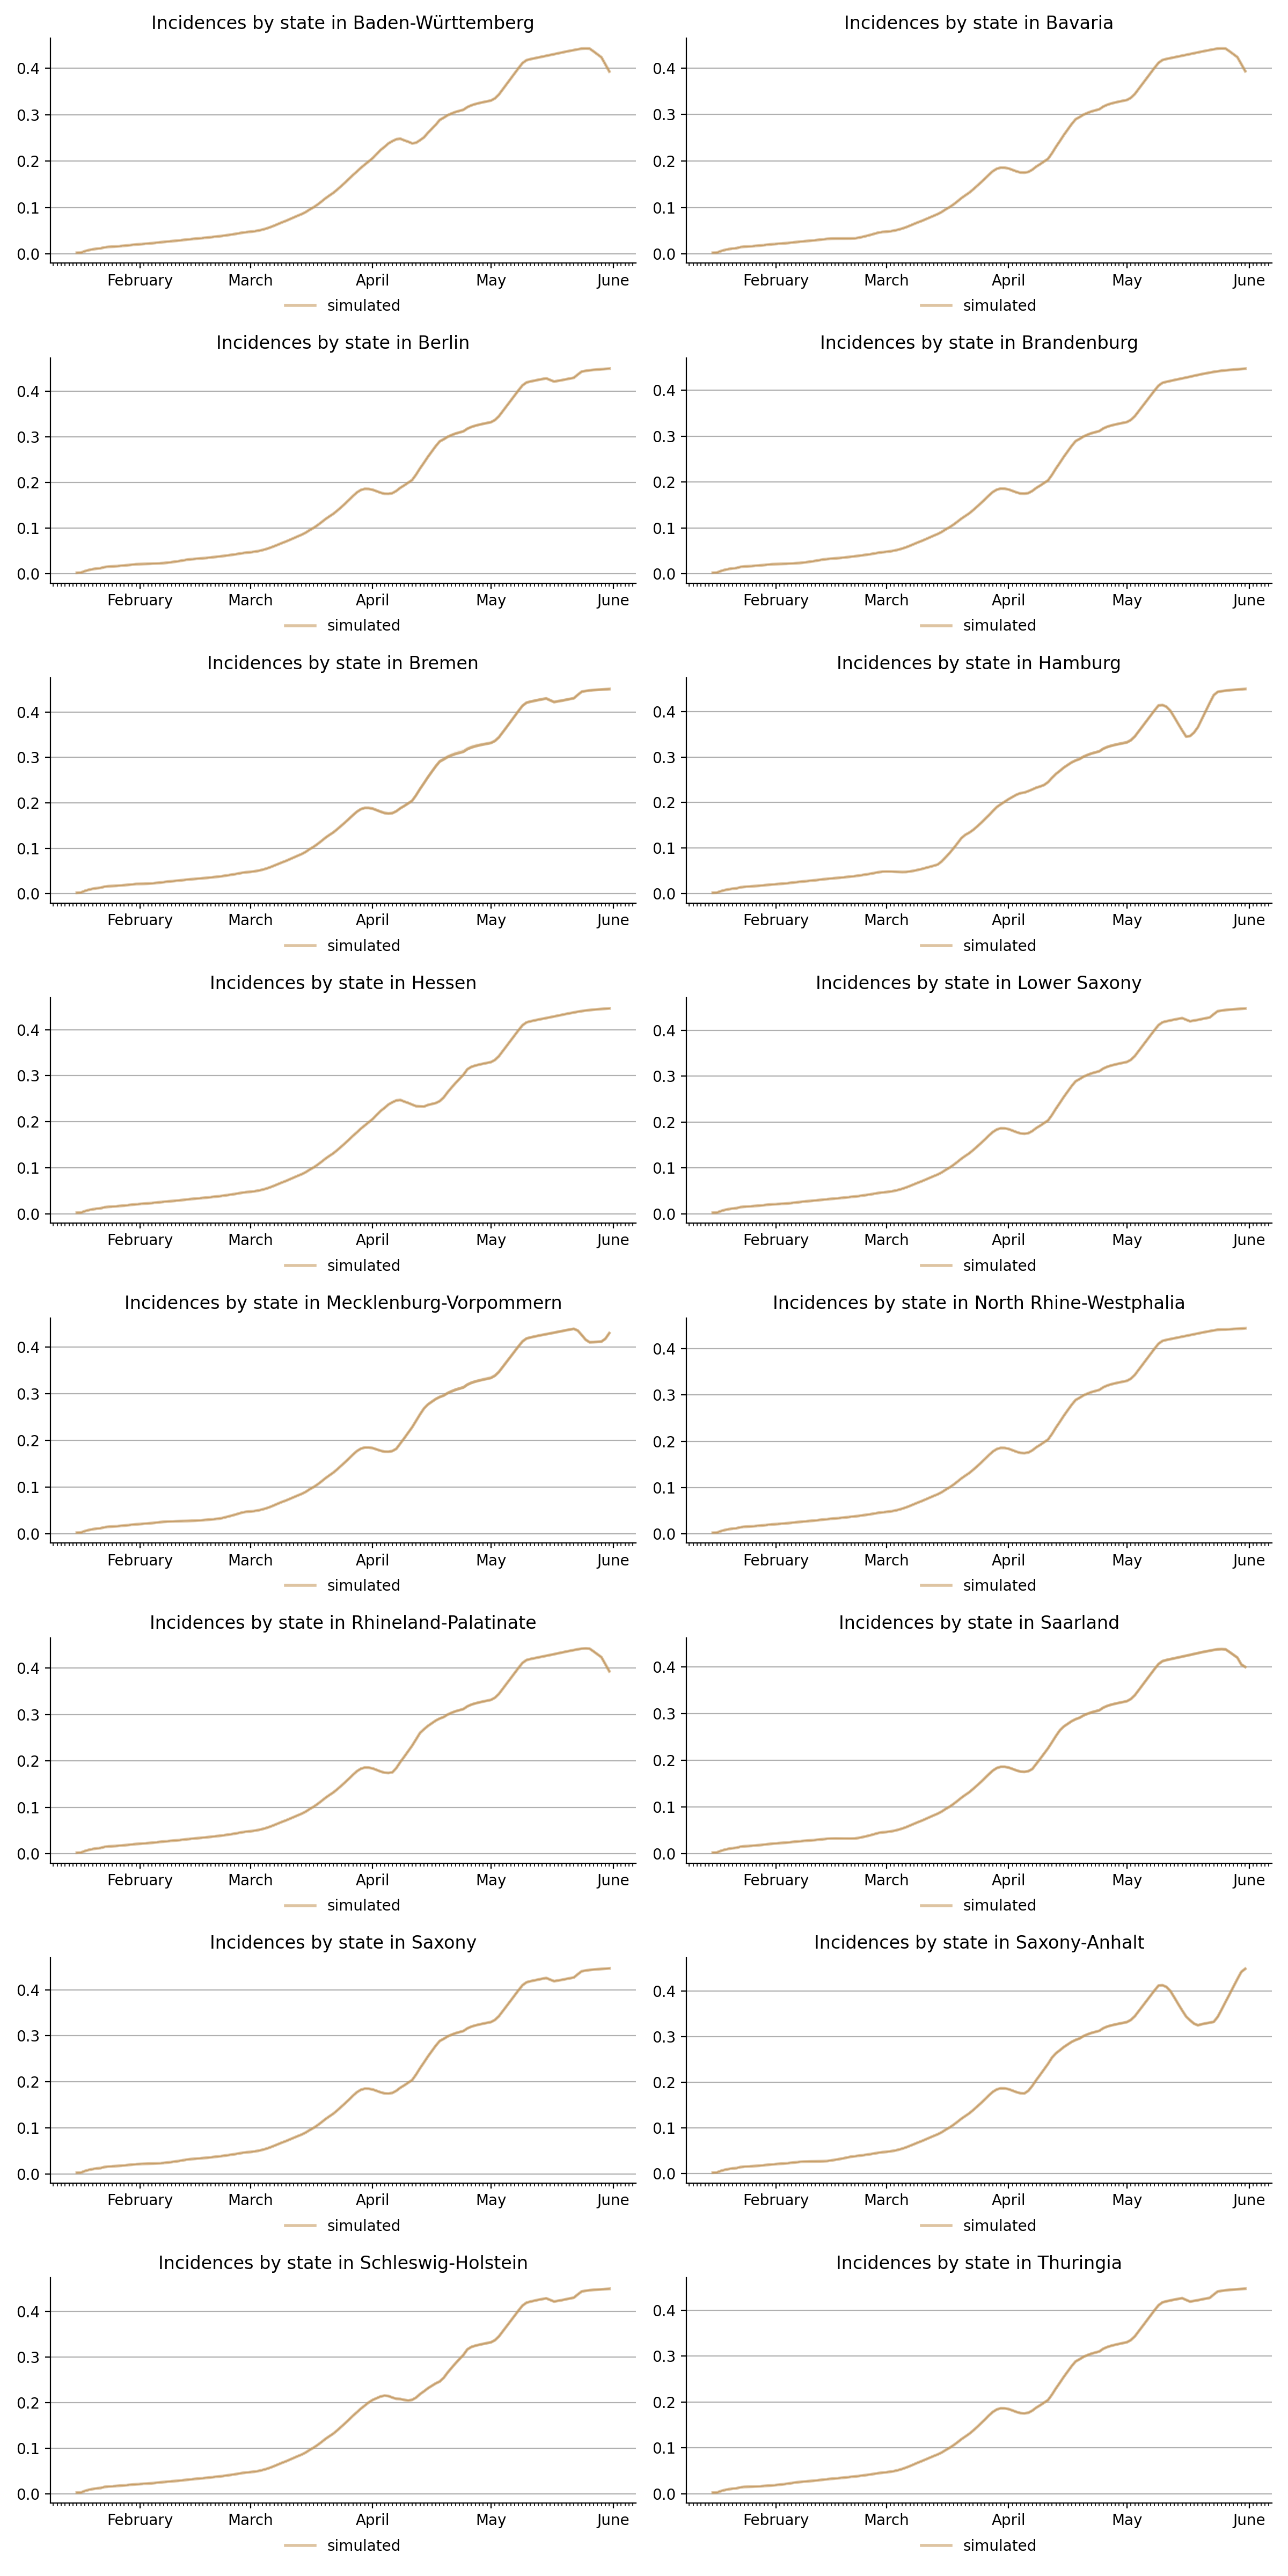 Incidences by state in Baden-Württemberg
0.4
0.3
0.2
0.1
0.0
February March April May June
simulated
Incidences by state in Bavaria
0.4
0.3
0.2
0.1
0.0
February March April May June
simulated
Incidences by state in Berlin
0.4
0.3
0.2
0.1
0.0
February March April May June
simulated
Incidences by state in Brandenburg
0.4
0.3
0.2
0.1
0.0
February March April May June
simulated
Incidences by state in Bremen
0.4
0.3
0.2
0.1
0.0
February March April May June
simulated
Incidences by state in Hamburg
0.4
0.3
0.2
0.1
0.0
February March April May June
simulated
Incidences by state in Hessen
0.4
0.3
0.2
0.1
0.0
February March April May June
simulated
Incidences by state in Lower Saxony
0.4
0.3
0.2
0.1
0.0
February March April May June
simulated
Incidences by state in Mecklenburg-Vorpommern
0.4
0.3
0.2
0.1
0.0
February March April May June
simulated
Incidences by state in North Rhine-Westphalia
0.4
0.3
0.2
0.1
0.0
February March April May June
simulated
Incidences by state in Rhineland-Palatinate
0.4
0.3
0.2
0.1
0.0
February March April May June
simulated
Incidences by state in Saarland
0.4
0.3
0.2
0.1
0.0
February March April May June
simulated
Incidences by state in Saxony
0.4
0.3
0.2
0.1
0.0
February March April May June
simulated
Incidences by state in Saxony-Anhalt
0.4
0.3
0.2
0.1
0.0
February March April May June
simulated
Incidences by state in Schleswig-Holstein
0.4
0.3
0.2
0.1
0.0
February March April May June
simulated
Incidences by state in Thuringia
0.4
0.3
0.2
0.1
0.0
February March April May June
simulated